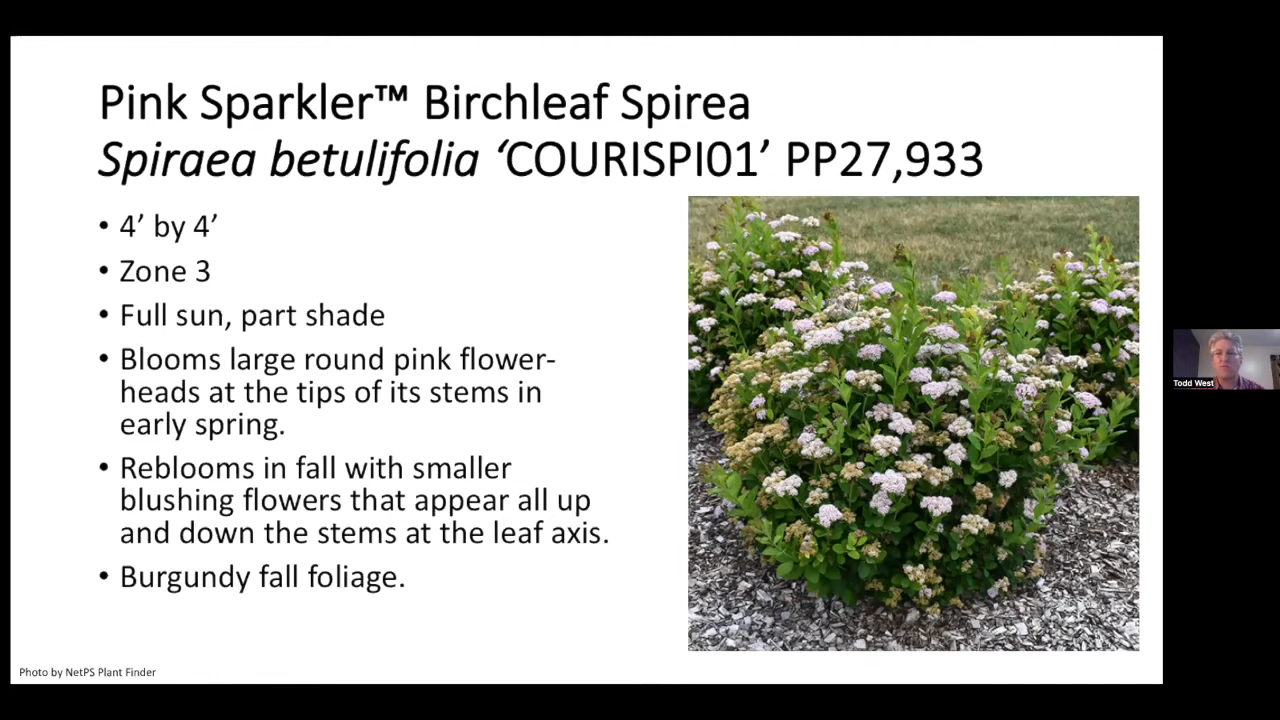 Pink Sparkler™ Birchleaf Spirea
Spiraea betulifolia ‘COURISPI01’ PP27,933
• 4’ by 4’
• Zone 3
• Full sun, part shade
• Blooms large round pink flower-
heads at the tips of its stems in
early spring.
• Reblooms in fall with smaller
blushing flowers that appear all up
and down the stems at the leaf axis.
• Burgundy fall foliage.
Photo by NetPS Plant Finder
Todd West